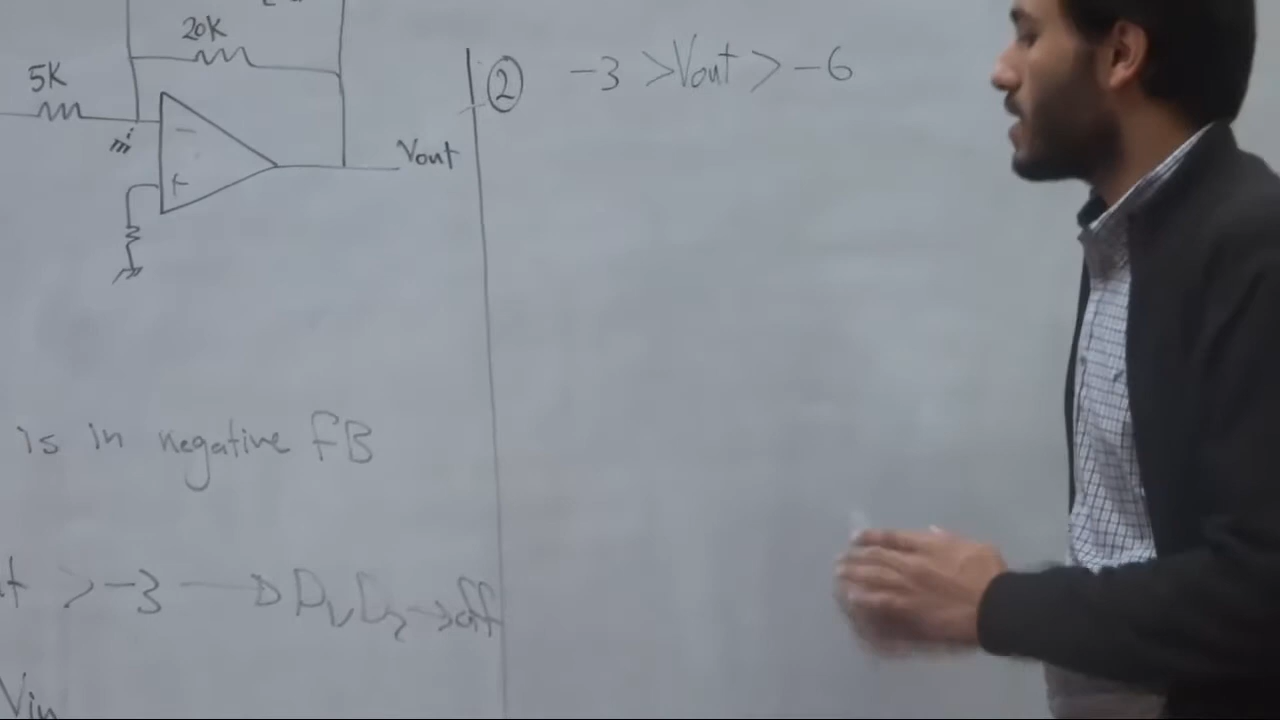 20K
5K
Vout
② -3 > Vout > -6
is in negative FB
> -3 → D₁, D₂ → off
Vin